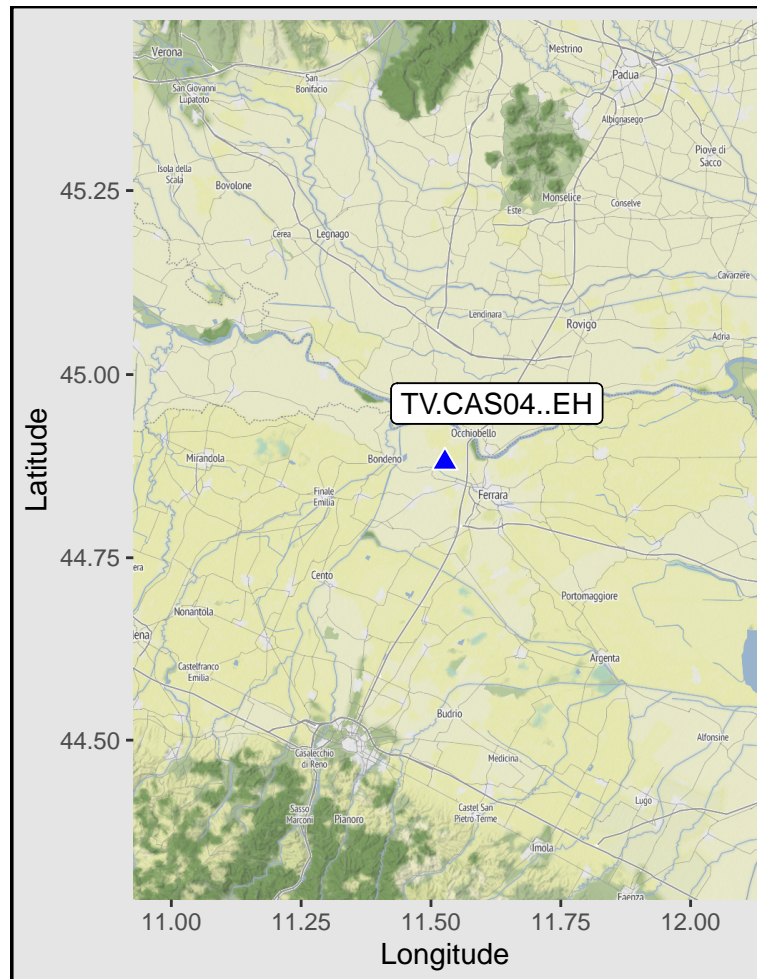 Verona
Mestrino
Padua
San Giovanni
Lupatoto
San
Bonifacio
Albignasego
Piove di
Sacco
Isola della
Scala
Bovolone
Este
Monselice
Conselve
45.25
Cerea
Legnago
Cavarzere
Lendinara
Rovigo
Adria
45.00
TV.CAS04..EH
Occhiobello
Mirandola
Bondeno
Ferrara
Finale
Emilia
44.75
Cento
Portomaggiore
Nonantola
Argenta
Castelfranco
Emilia
Budrio
44.50
Casalecchio
di Reno
Medicina
Alfonsine
Sasso
Marconi
Pianoro
Castel San
Pietro Terme
Lugo
Imola
Faenza
11.00
11.25
11.50
11.75
12.00
Longitude
Latitude